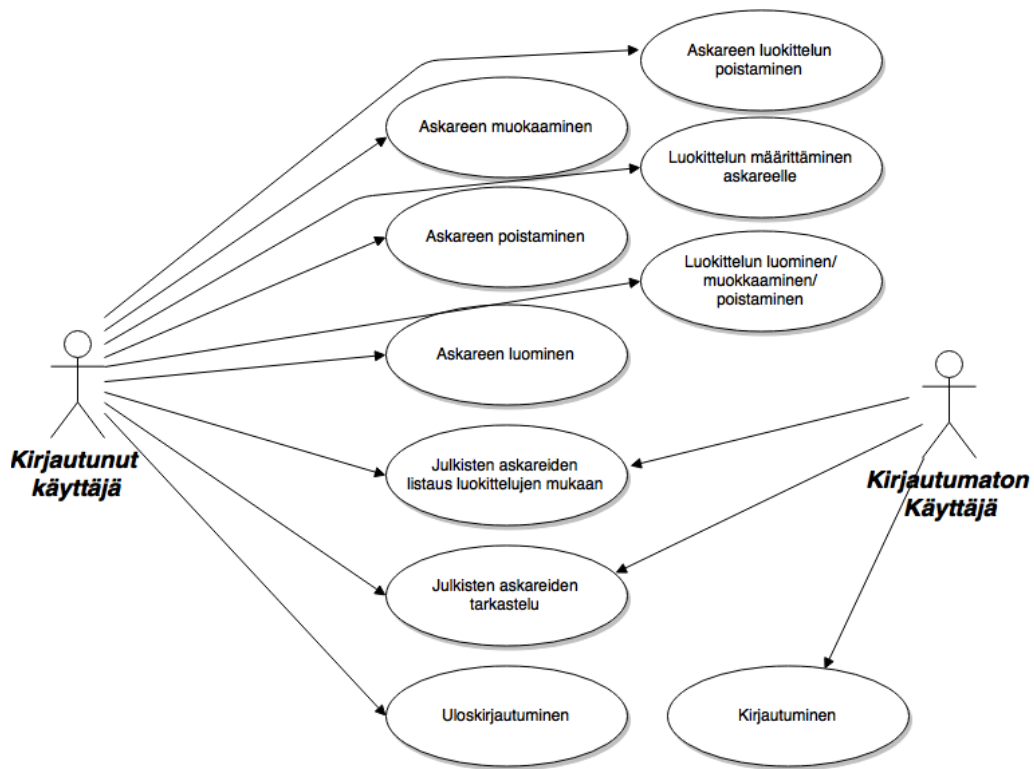 Askareen luokittelun
poistaminen
Askareen muokaaminen
Luokittelun määrittäminen
askareelle
Askareen poistaminen
Luokittelun luominen/
muokkaaminen/
poistaminen
Askareen luominen
Kirjautunut
käyttäjä
Julkisten askareiden
listaus luokittelujen mukaan
Kirjautumaton
Käyttäjä
Julkisten askareiden
tarkastelu
Uloskirjautuminen
Kirjautuminen